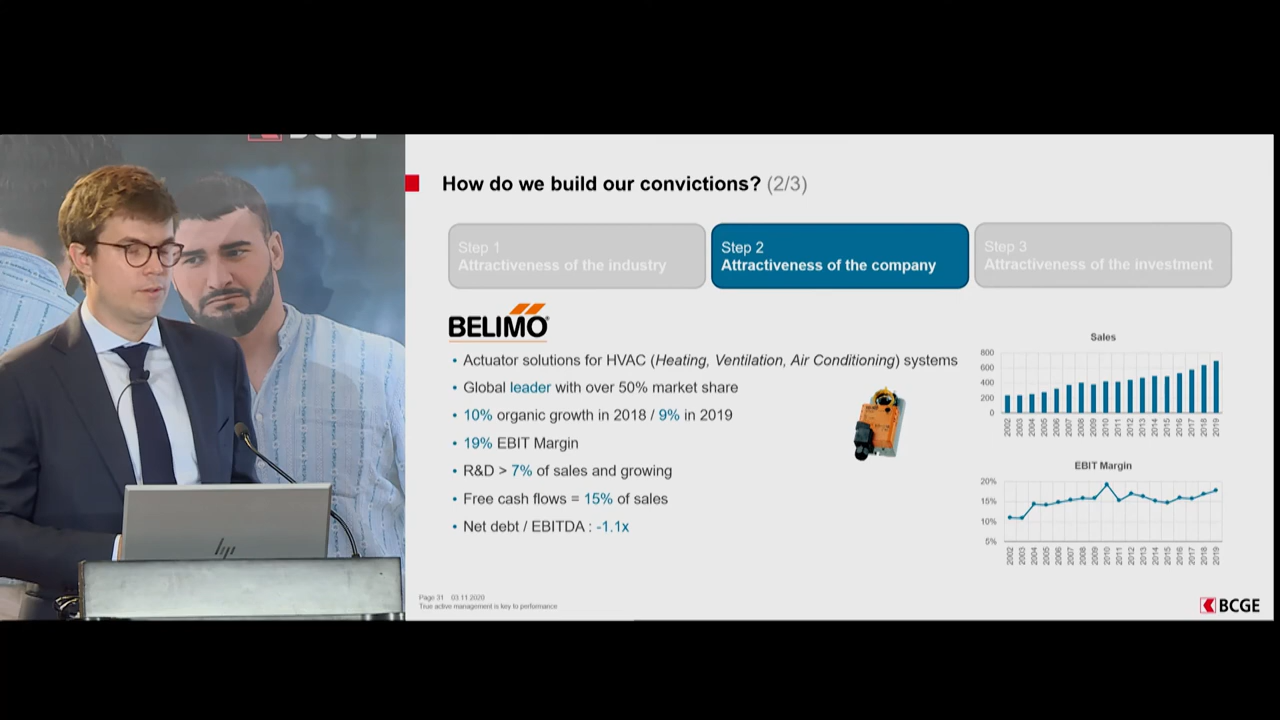 BCGE
How do we build our convictions? (2/3)
Step 1
Attractiveness of the industry
Step 2
Attractiveness of the company
Step 3
Attractiveness of the investment
BELIMO®
• Actuator solutions for HVAC (Heating, Ventilation, Air Conditioning) systems
• Global leader with over 50% market share
• 10% organic growth in 2018 / 9% in 2019
• 19% EBIT Margin
• R&D > 7% of sales and growing
• Free cash flows = 15% of sales
• Net debt / EBITDA : -1.1x
Sales
800
600
400
200
0
2002 2003 2004 2005 2006 2007 2008 2009 2010 2011 2012 2013 2014 2015 2016 2017 2018 2019
EBIT Margin
20%
15%
10%
5%
2002 2003 2004 2005 2006 2007 2008 2009 2010 2011 2012 2013 2014 2015 2016 2017 2018 2019
Page 31 03.11.2020
True active management is key to performance
BCGE